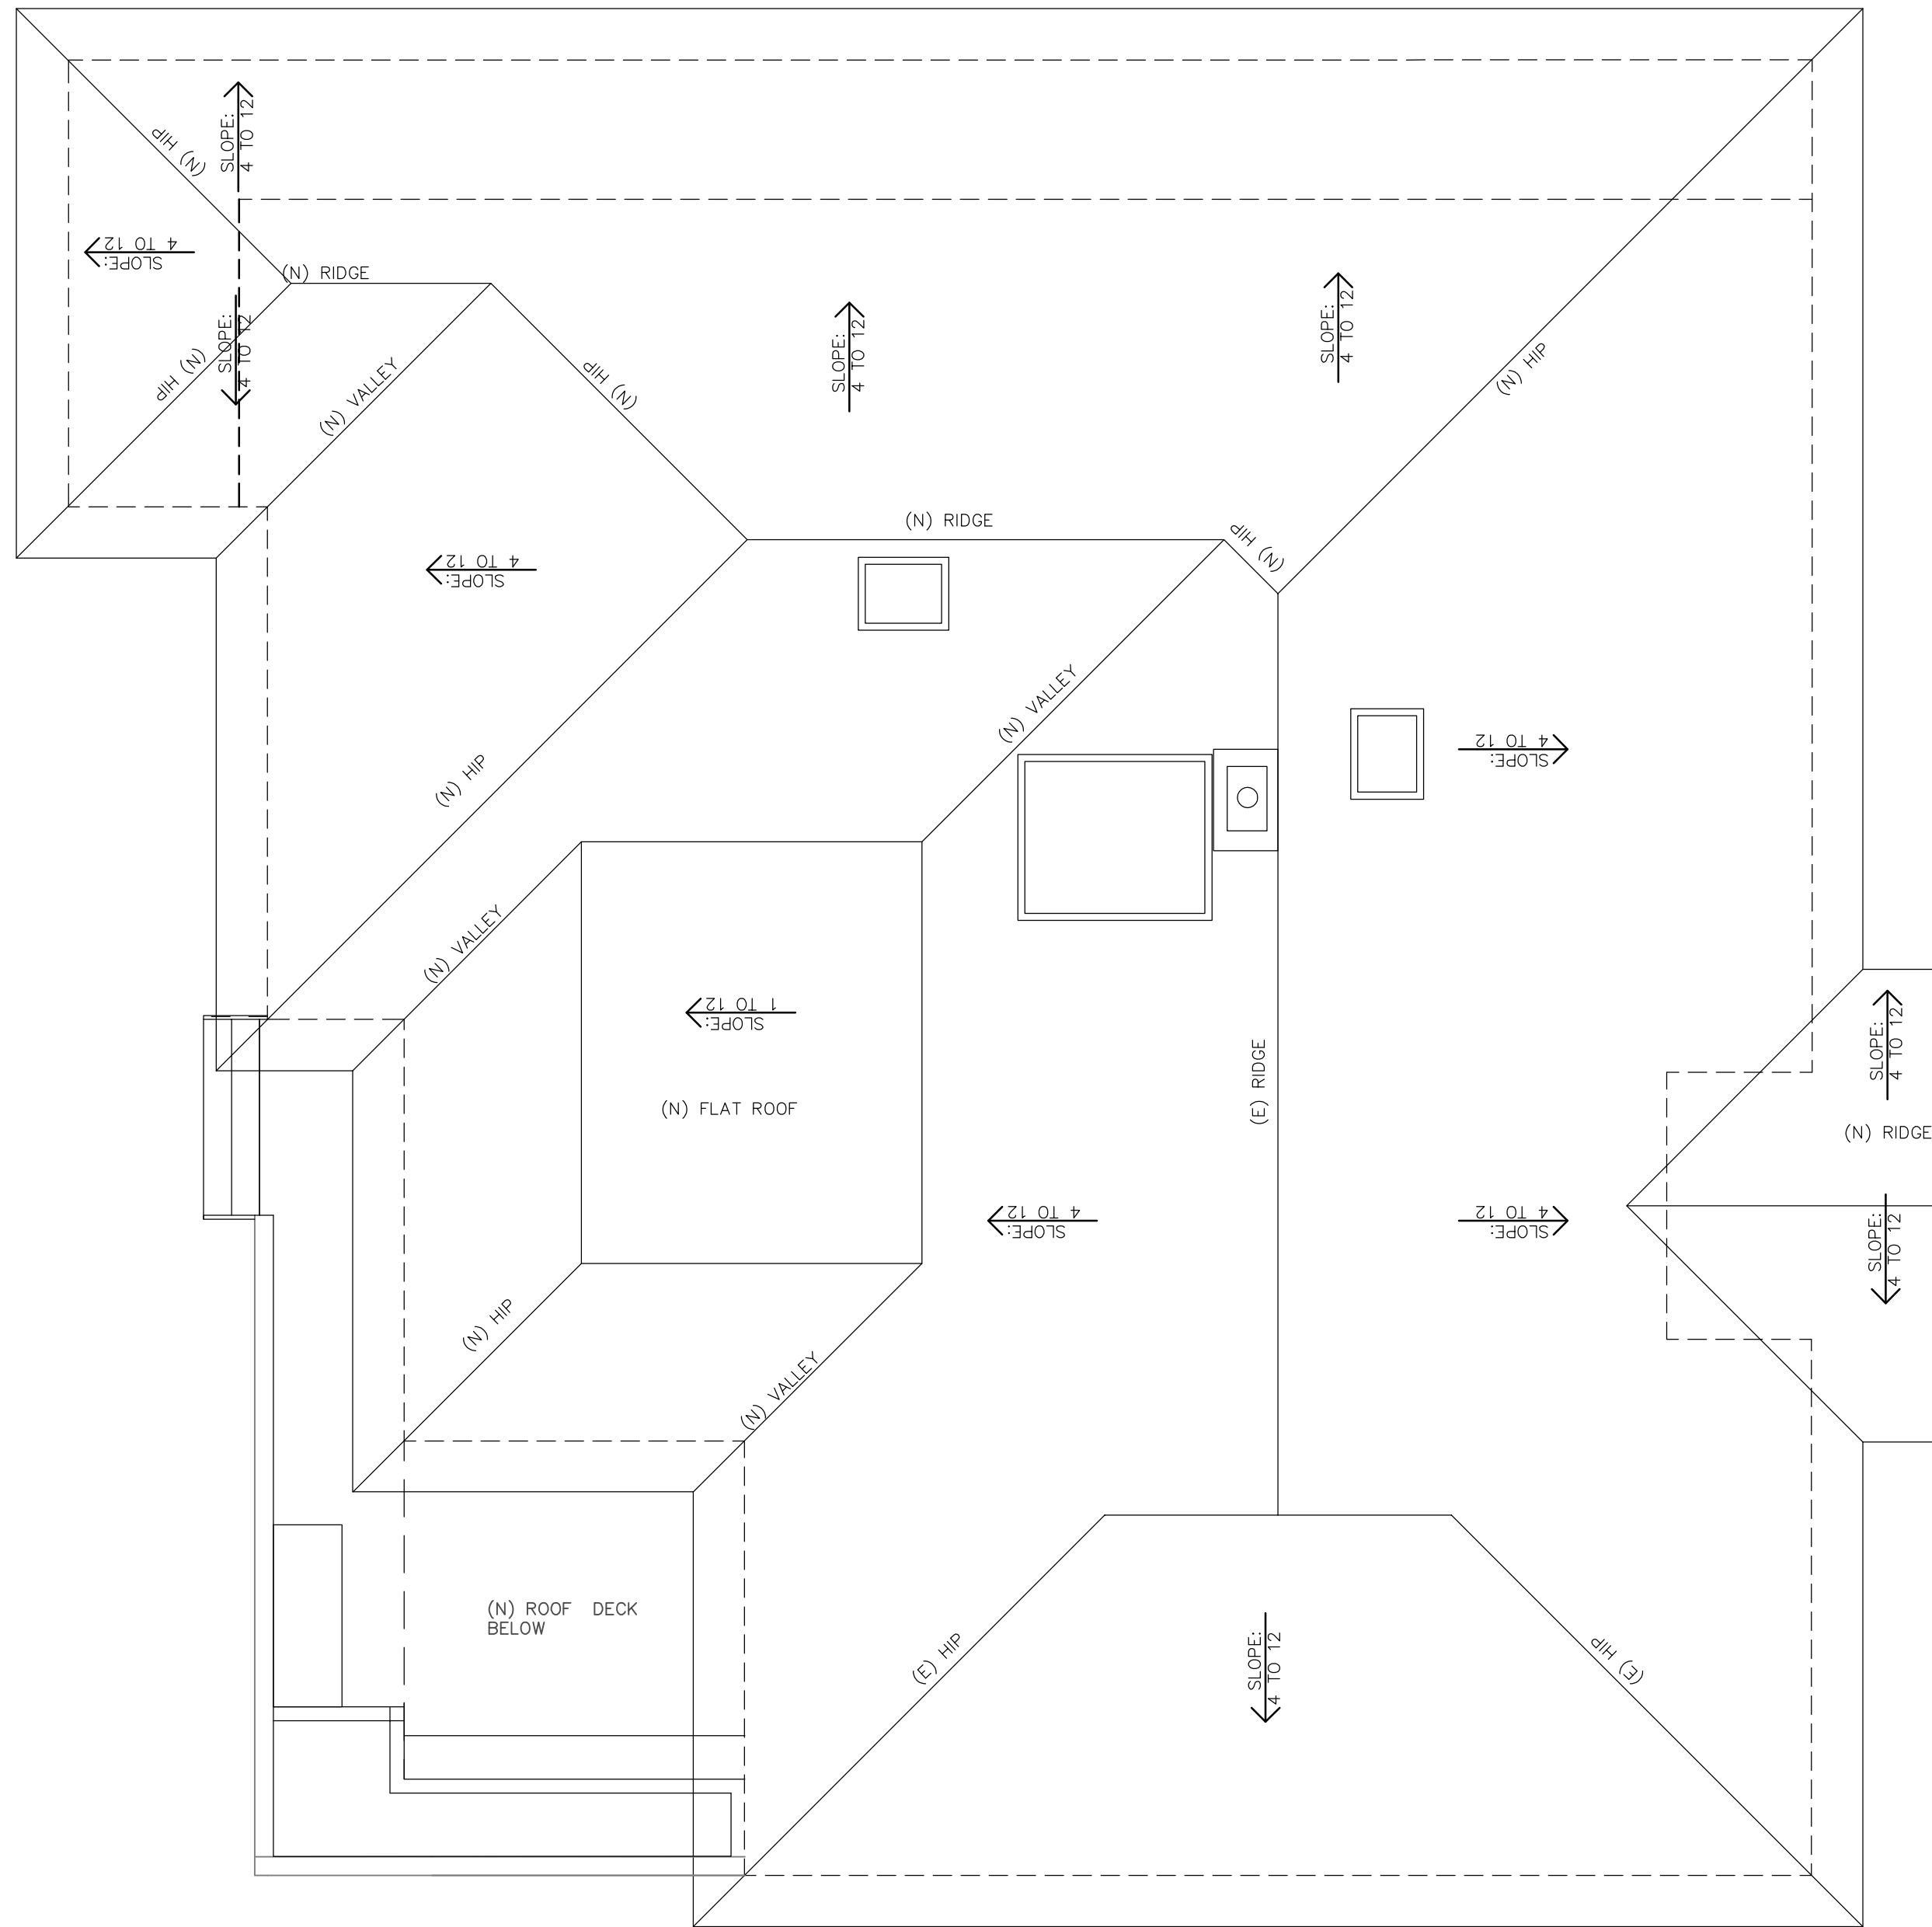 SLOPE:
4 TO 12
(N) HIP
4 TO 12
SLOPE:
(N) RIDGE
SLOPE:
4 TO 12
SLOPE:
4 TO 12
SLOPE:
4 TO 12
(N) HIP
(N) VALLEY
(N) HIP
(N) HIP
(N) RIDGE
(N) HIP
4 TO 12
SLOPE:
(N) VALLEY
(N) HIP
4 TO 12
SLOPE:
(N) VALLEY
1 TO 12
SLOPE:
SLOPE:
4 TO 12
(E) RIDGE
(N) FLAT ROOF
(N) RIDGE
4 TO 12
SLOPE:
4 TO 12
SLOPE:
SLOPE:
4 TO 12
(N) HIP
(N) VALLEY
(N) ROOF DECK
BELOW
(E) HIP
SLOPE:
4 TO 12
(E) HIP